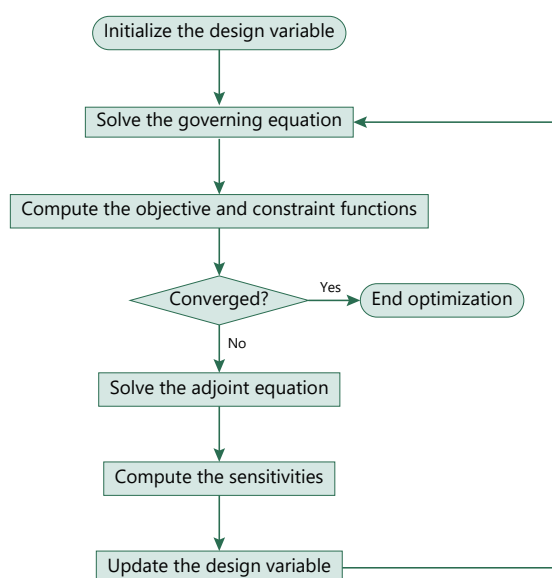 Initialize the design variable
Solve the governing equation
Compute the objective and constraint functions
Converged?
Yes
End optimization
No
Solve the adjoint equation
Compute the sensitivities
Update the design variable